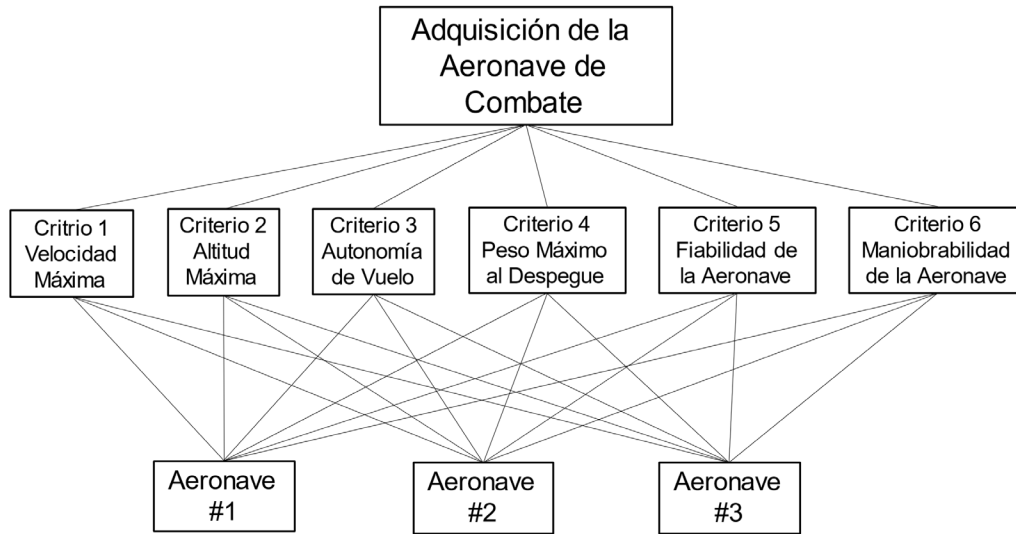 Adquisición de la
Aeronave de
Combate
Critrio 1
Velocidad
Máxima
Criterio 2
Altitud
Máxima
Criterio 3
Autonomía
de Vuelo
Criterio 4
Peso Máximo
al Despegue
Criterio 5
Fiabilidad de
la Aeronave
Criterio 6
Maniobrabilidad
de la Aeronave
Aeronave
#1
Aeronave
#2
Aeronave
#3